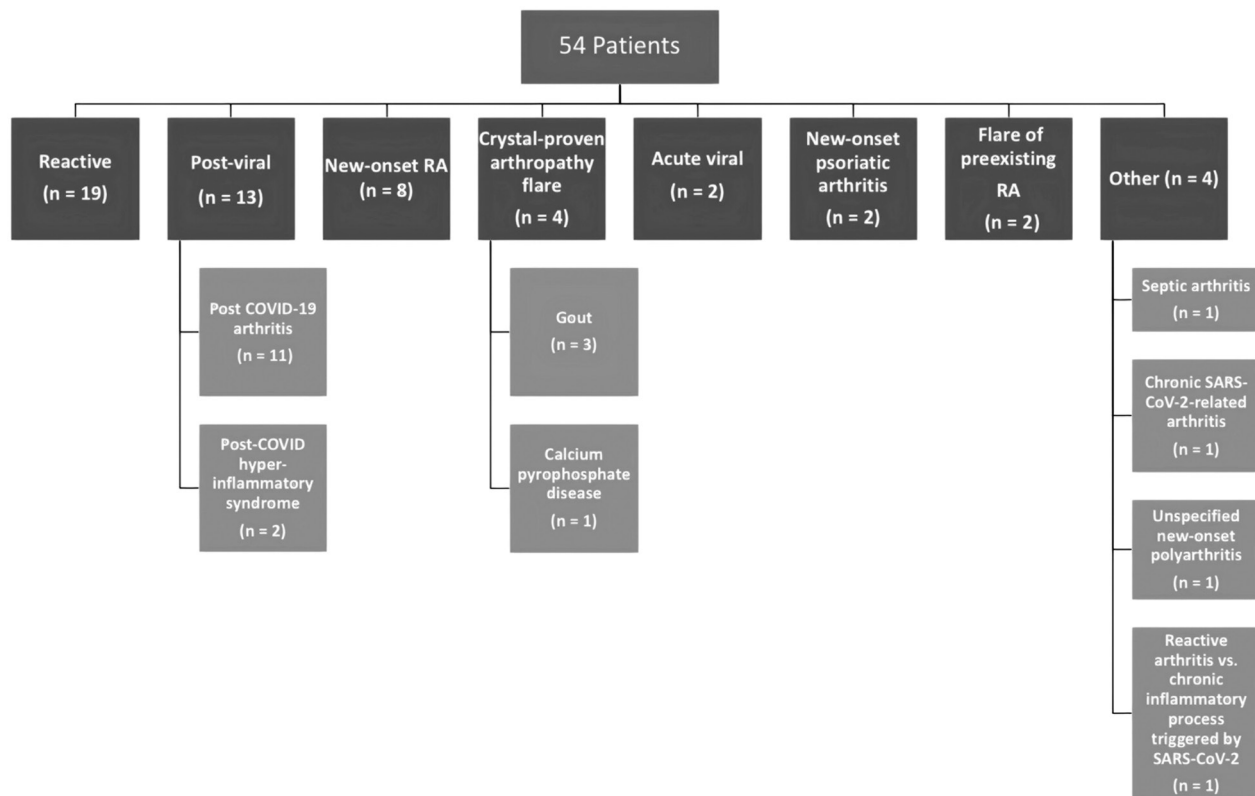 54 Patients
Reactive
(n = 19)
Post-viral
(n = 13)
New-onset RA
(n = 8)
Crystal-proven
arthropathy
flare
(n = 4)
Acute viral
(n = 2)
New-onset
psoriatic
arthritis
(n = 2)
Flare of
preexisting
RA
(n = 2)
Other (n = 4)
Post COVID-19
arthritis
(n = 11)
Post-COVID
hyper-
inflammatory
syndrome
(n = 2)
Gout
(n = 3)
Calcium
pyrophosphate
disease
(n = 1)
Septic arthritis
(n = 1)
Chronic SARS-
CoV-2-related
arthritis
(n = 1)
Unspecified
new-onset
polyarthritis
(n = 1)
Reactive
arthritis vs.
chronic
inflammatory
process
triggered by
SARS-CoV-2
(n = 1)